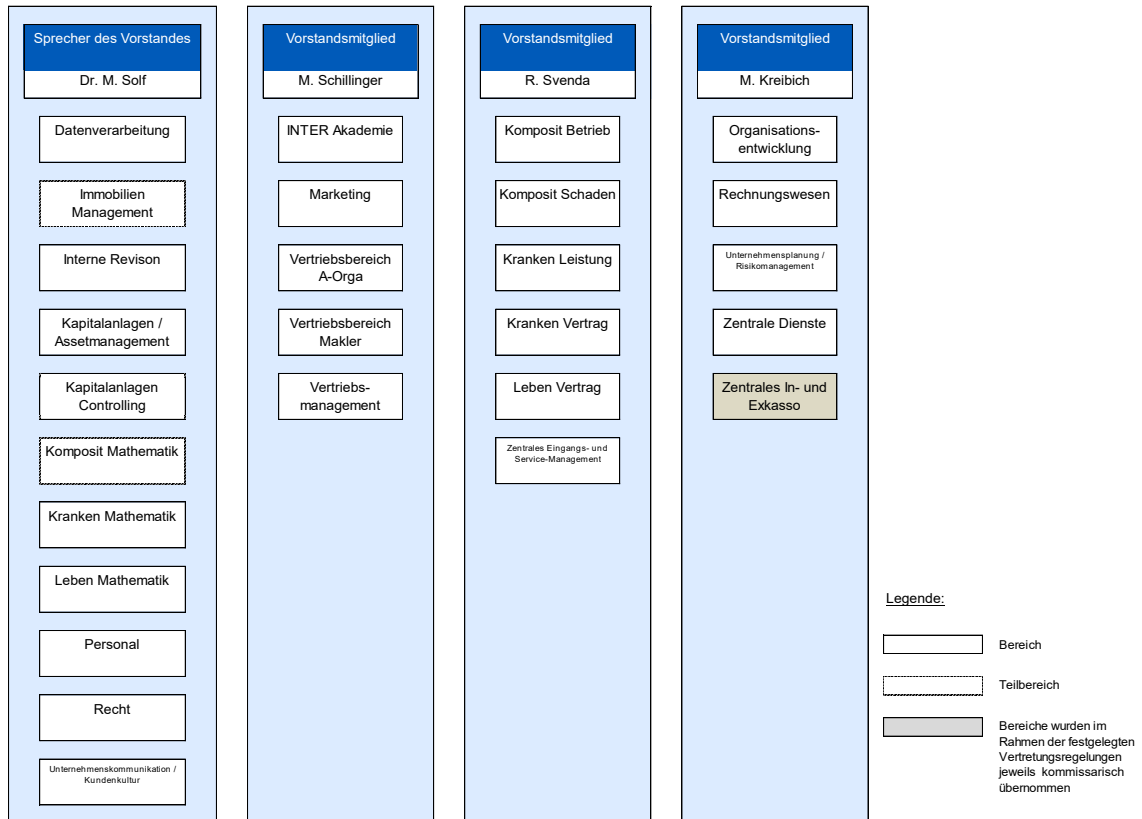 Sprecher des Vorstandes
Dr. M. Solf
Datenverarbeitung
Immobilien
Management
Interne Revison
Kapitalanlagen /
Assetmanagement
Kapitalanlagen
Controlling
Komposit Mathematik
Kranken Mathematik
Leben Mathematik
Personal
Recht
Unternehmenskommunikation /
Kundenkultur
Vorstandsmitglied
M. Schillinger
INTER Akademie
Marketing
Vertriebsbereich
A-Orga
Vertriebsbereich
Makler
Vertriebs-
management
Vorstandsmitglied
R. Svenda
Komposit Betrieb
Komposit Schaden
Kranken Leistung
Kranken Vertrag
Leben Vertrag
Zentrales Eingangs- und
Service-Management
Vorstandsmitglied
M. Kreibich
Organisations-
entwicklung
Rechnungswesen
Unternehmensplanung /
Risikomanagement
Zentrale Dienste
Zentrales In- und
Exkasso
Legende:
Bereich
Teilbereich
Bereiche wurden im
Rahmen der festgelegten
Vertretungsregelungen
jeweils kommissarisch
übernommen